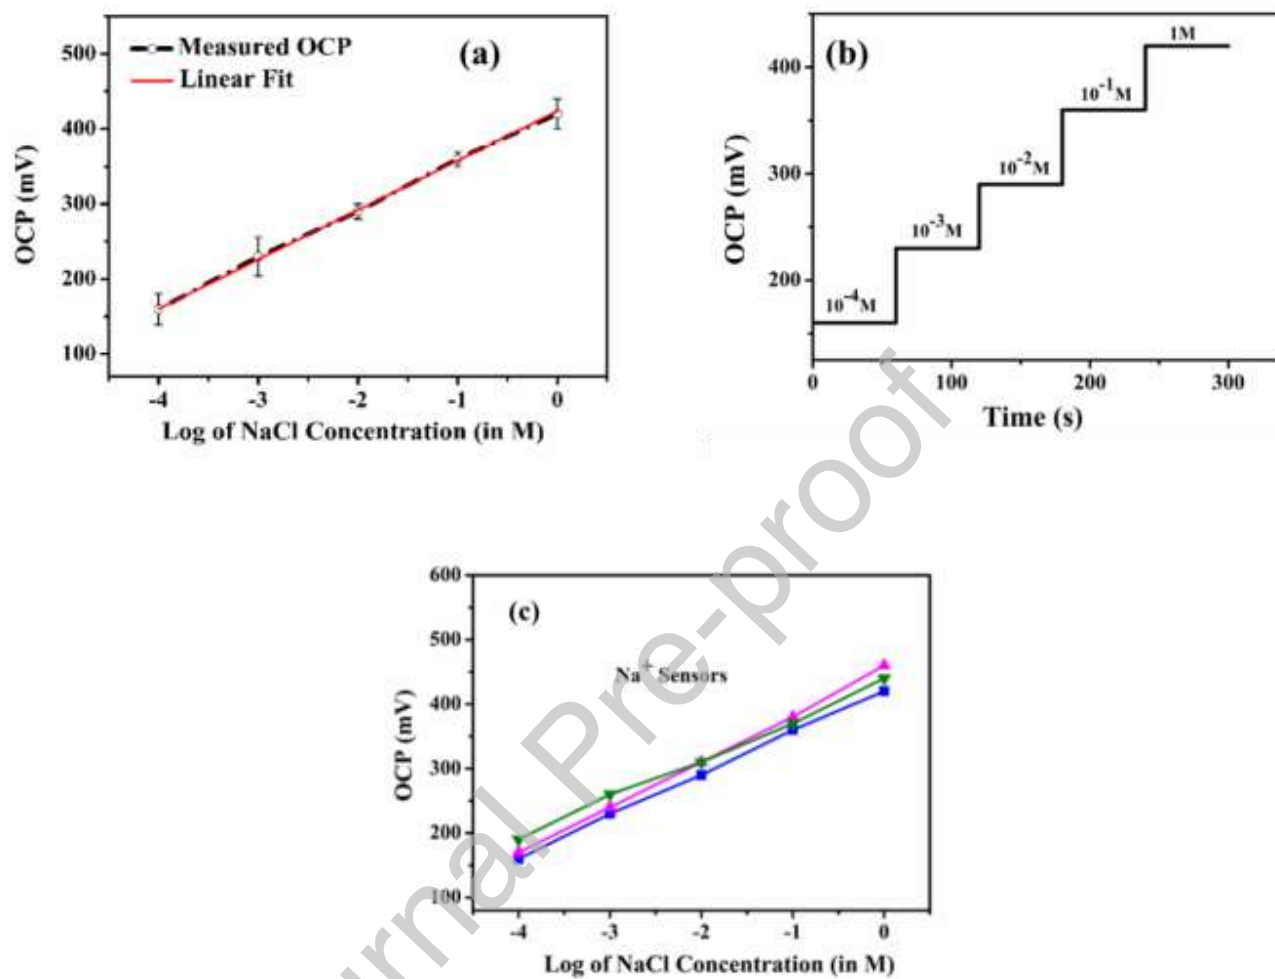 500
400
300
200
100
OCP (mV)
Measured OCP
Linear Fit
(a)
-4 -3 -2 -1 0
Log of NaCl Concentration (in M)
400
300
200
OCP (mV)
(b)
10⁻⁴M
10⁻³M
10⁻²M
10⁻¹M
1M
0 100 200 300
Time (s)
600
500
400
300
200
100
OCP (mV)
(c)
Na⁺ Sensors
-4 -3 -2 -1 0
Log of NaCl Concentration (in M)
rnal Pre-proof